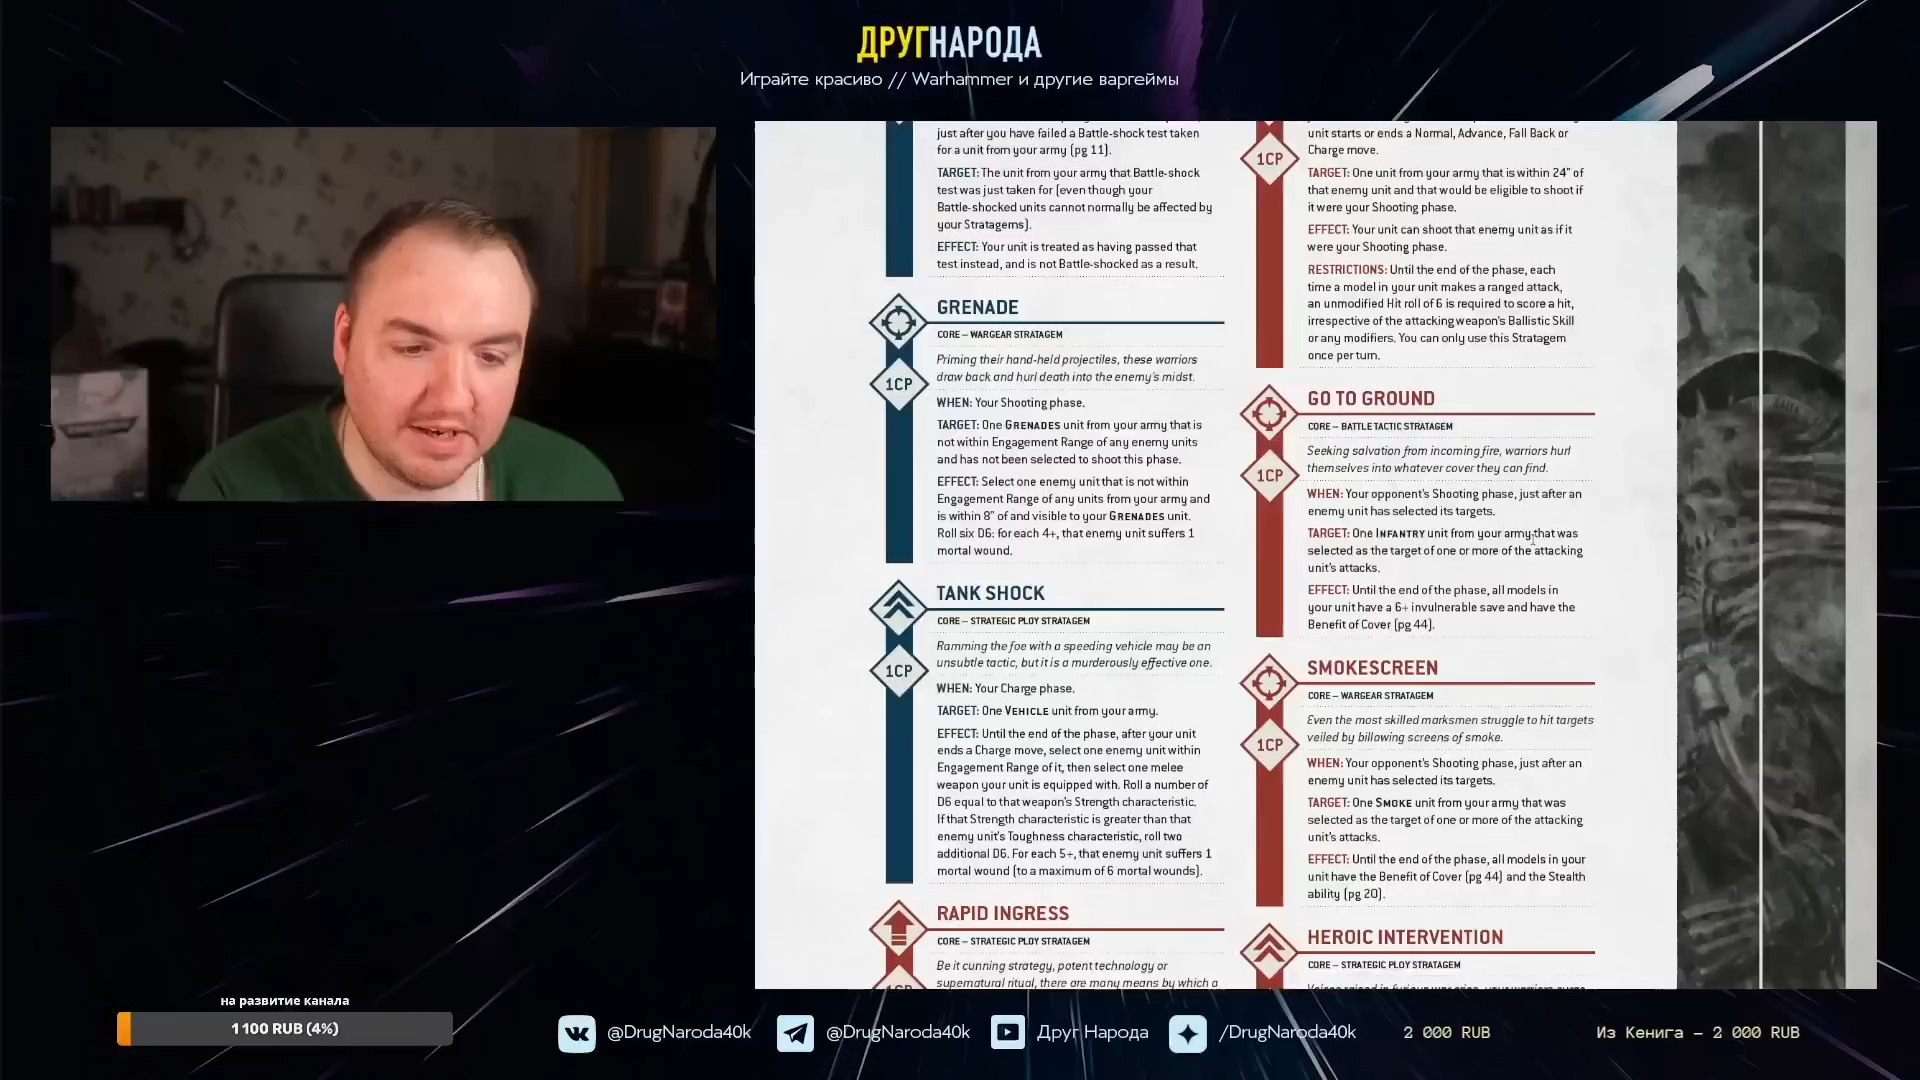 ДРУГНАРОДА
Играйте красиво // Warhammer и другие варгеймы
just after you have failed a Battle-shock test taken
for a unit from your army (pg 11).
TARGET: The unit from your army that Battle-shock
test was just taken for (even though your
Battle-shocked units cannot normally be affected by
your Stratagems).
EFFECT: Your unit is treated as having passed that
test instead, and is not Battle-shocked as a result.
GRENADE
CORE – WARGEAR STRATAGEM
Priming their hand-held projectiles, these warriors
draw back and hurl death into the enemy's midst.
1CP
WHEN: Your Shooting phase.
TARGET: One GRENADES unit from your army that is
not within Engagement Range of any enemy units
and has not been selected to shoot this phase.
EFFECT: Select one enemy unit that is not within
Engagement Range of any units from your army and
is within 8" of and visible to your GRENADES unit.
Roll six D6: for each 4+, that enemy unit suffers 1
mortal wound.
TANK SHOCK
CORE – STRATEGIC PLOY STRATAGEM
Ramming the foe with a speeding vehicle may be an
unsubtle tactic, but it is a murderously effective one.
1CP
WHEN: Your Charge phase.
TARGET: One VEHICLE unit from your army.
EFFECT: Until the end of the phase, after your unit
ends a Charge move, select one enemy unit within
Engagement Range of it, then select one melee
weapon your unit is equipped with. Roll a number of
D6 equal to that weapon's Strength characteristic.
If that Strength characteristic is greater than that
enemy unit's Toughness characteristic, roll two
additional D6. For each 5+, that enemy unit suffers 1
mortal wound (to a maximum of 6 mortal wounds).
RAPID INGRESS
CORE – STRATEGIC PLOY STRATAGEM
Be it cunning strategy, potent technology or
supernatural ritual, there are many means by which a
1CP
unit starts or ends a Normal, Advance, Fall Back or
Charge move.
1CP
TARGET: One unit from your army that is within 24" of
that enemy unit and that would be eligible to shoot if
it were your Shooting phase.
EFFECT: Your unit can shoot that enemy unit as if it
were your Shooting phase.
RESTRICTIONS: Until the end of the phase, each
time a model in your unit makes a ranged attack,
an unmodified Hit roll of 6 is required to score a hit,
irrespective of the attacking weapon's Ballistic Skill
or any modifiers. You can only use this Stratagem
once per turn.
GO TO GROUND
CORE – BATTLE TACTIC STRATAGEM
Seeking salvation from incoming fire, warriors hurl
themselves into whatever cover they can find.
1CP
WHEN: Your opponent's Shooting phase, just after an
enemy unit has selected its targets.
TARGET: One INFANTRY unit from your army that was
selected as the target of one or more of the attacking
unit's attacks.
EFFECT: Until the end of the phase, all models in
your unit have a 6+ invulnerable save and have the
Benefit of Cover (pg 44).
SMOKESCREEN
CORE – WARGEAR STRATAGEM
Even the most skilled marksmen struggle to hit targets
veiled by billowing screens of smoke.
1CP
WHEN: Your opponent's Shooting phase, just after an
enemy unit has selected its targets.
TARGET: One SMOKE unit from your army that was
selected as the target of one or more of the attacking
unit's attacks.
EFFECT: Until the end of the phase, all models in your
unit have the Benefit of Cover (pg 44) and the Stealth
ability (pg 20).
HEROIC INTERVENTION
CORE – STRATEGIC PLOY STRATAGEM
на развитие канала
1 100 RUB (4%)
@DrugNaroda40k
@DrugNaroda40k
Друг Народа
/DrugNaroda40k
2 000 RUB
Из Кенига – 2 000 RUB